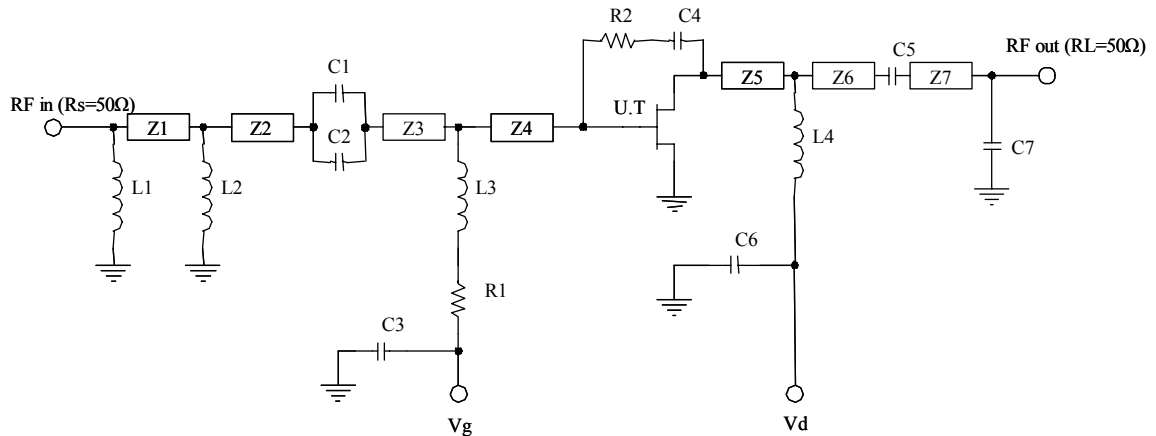 R2
C4
RF out (RL=50Ω)
C1
C5
RF in (Rs=50Ω)
Z5
Z6
Z7
U.T
Z1
Z2
C2
Z3
Z4
L4
C7
L1
L2
L3
C6
R1
C3
Vg
Vd